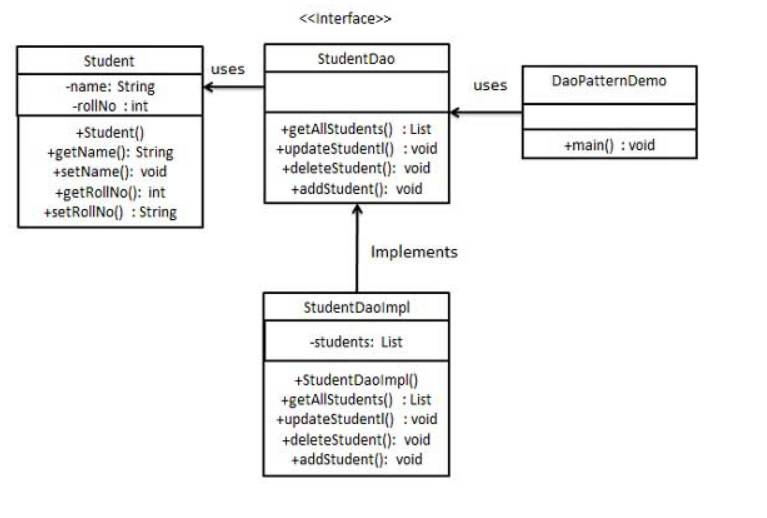 <<Interface>>
Student
-name: String
-rollNo : int
+Student()
+getName(): String
+setName(): void
+getRollNo(): int
+setRollNo() : String
uses
StudentDao
+getAllStudents() : List
+updateStudentl() : void
+deleteStudent(): void
+addStudent(): void
uses
DaoPatternDemo
+main() : void
Implements
StudentDaoImpl
-students: List
+StudentDaoImpl()
+getAllStudents() : List
+updateStudentl() : void
+deleteStudent(): void
+addStudent(): void